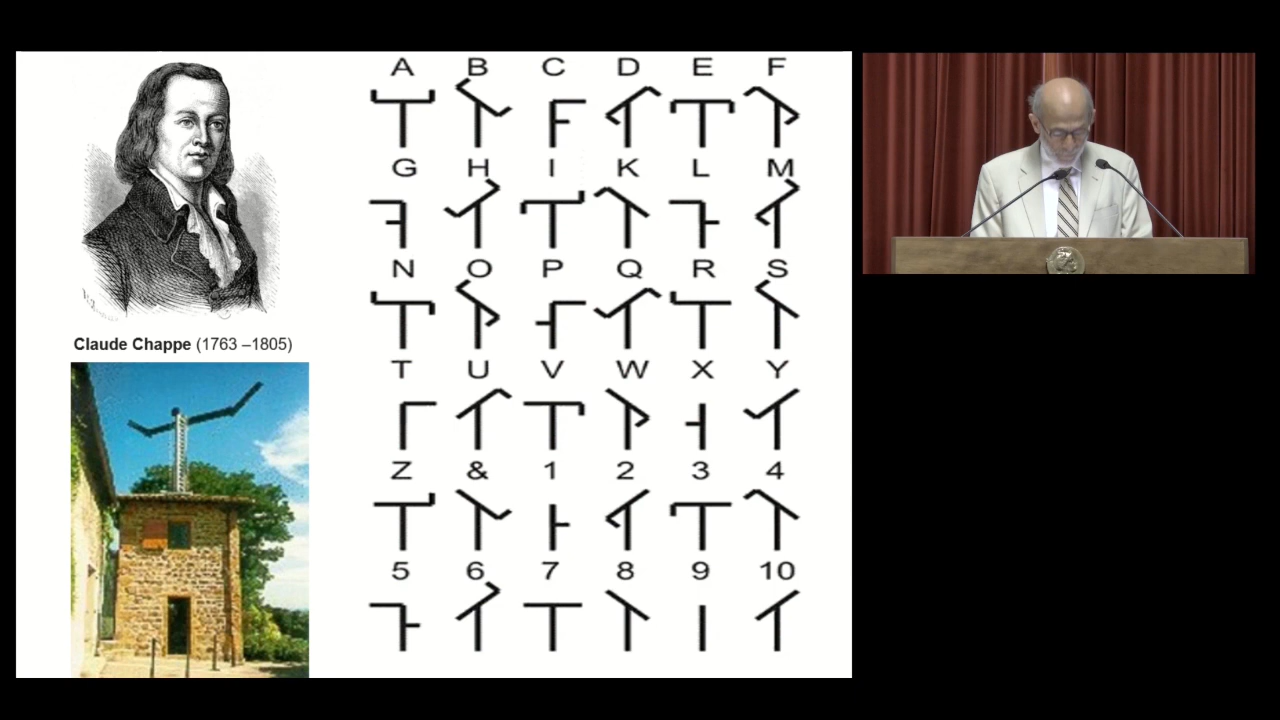 A B C D E F
G H I K L M
N O P Q R S
T U V W X Y
Z & 1 2 3 4
5 6 7 8 9 10
Claude Chappe (1763 –1805)